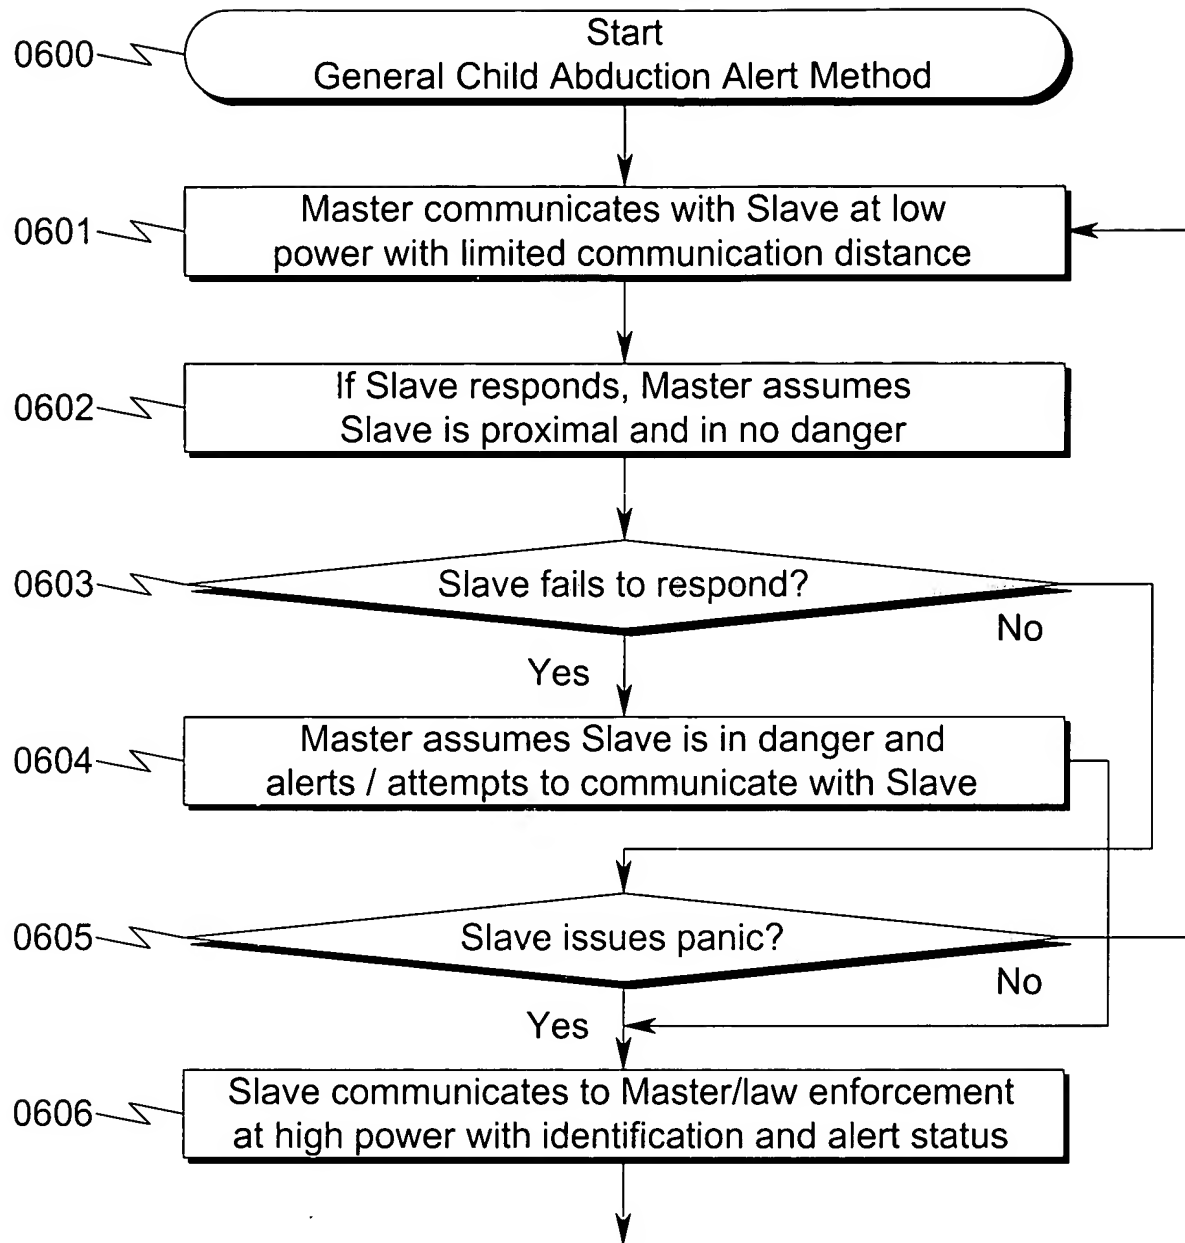 0600
Start
General Child Abduction Alert Method
0601
Master communicates with Slave at low
power with limited communication distance
0602
If Slave responds, Master assumes
Slave is proximal and in no danger
0603
Slave fails to respond?
No
Yes
0604
Master assumes Slave is in danger and
alerts / attempts to communicate with Slave
0605
Slave issues panic?
No
Yes
0606
Slave communicates to Master/law enforcement
at high power with identification and alert status